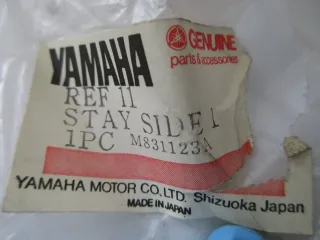 YAMAHA
GENUINE
parts & accessories
REF 11
STAY SIDE 1
1PC M831123A
YAMAHA MOTOR CO., LTD. Shizuoka Japan
MADE IN JAPAN